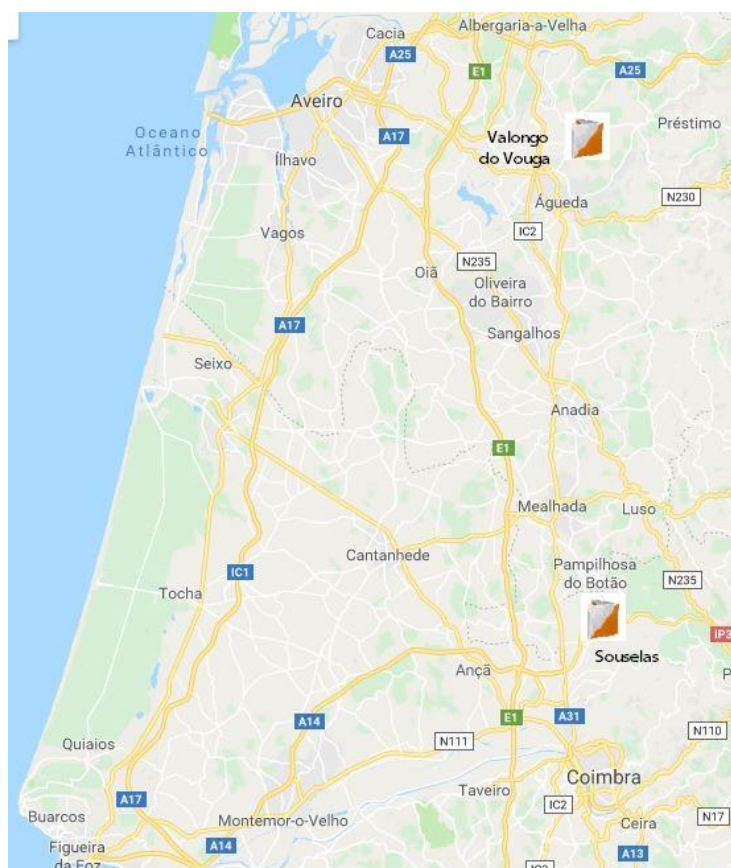 Cacia
Albergaria-a-Velha
A25
E1
A25
Aveiro
Oceano
Atlântico
A17
Valongo
do Vouga
Préstimo
Ílhavo
N230
Águeda
Vagos
IC2
N235
Oiã
Oliveira
do Bairro
A17
Sangalhos
Seixo
Anadia
E1
Mealhada
Luso
Cantanhede
Pampilhosa
do Botão
IC1
N235
Tocha
IP3
Souselas
Ançã
A14
E1
A31
Quiaios
N111
N110
Coimbra
Taveiro
A17
IC2
Buarcos
Montemor-o-Velho
Ceira
N17
Figueira
da Foz
A14
A13
IC2